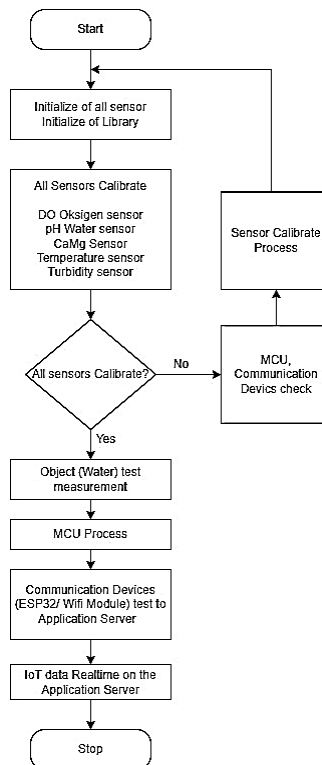 Start
Initialize of all sensor
Initialize of Library
All Sensors Calibrate
DO Oksigen sensor
pH Water sensor
CaMg Sensor
Temperature sensor
Turbidity sensor
Sensor Calibrate
Process
All sensors Calibrate?
No
MCU,
Communication
Devics check
Yes
Object (Water) test
measurement
MCU Process
Communication Devices
(ESP32/ Wifi Module) test to
Application Server
IoT data Realtime on the
Application Server
Stop